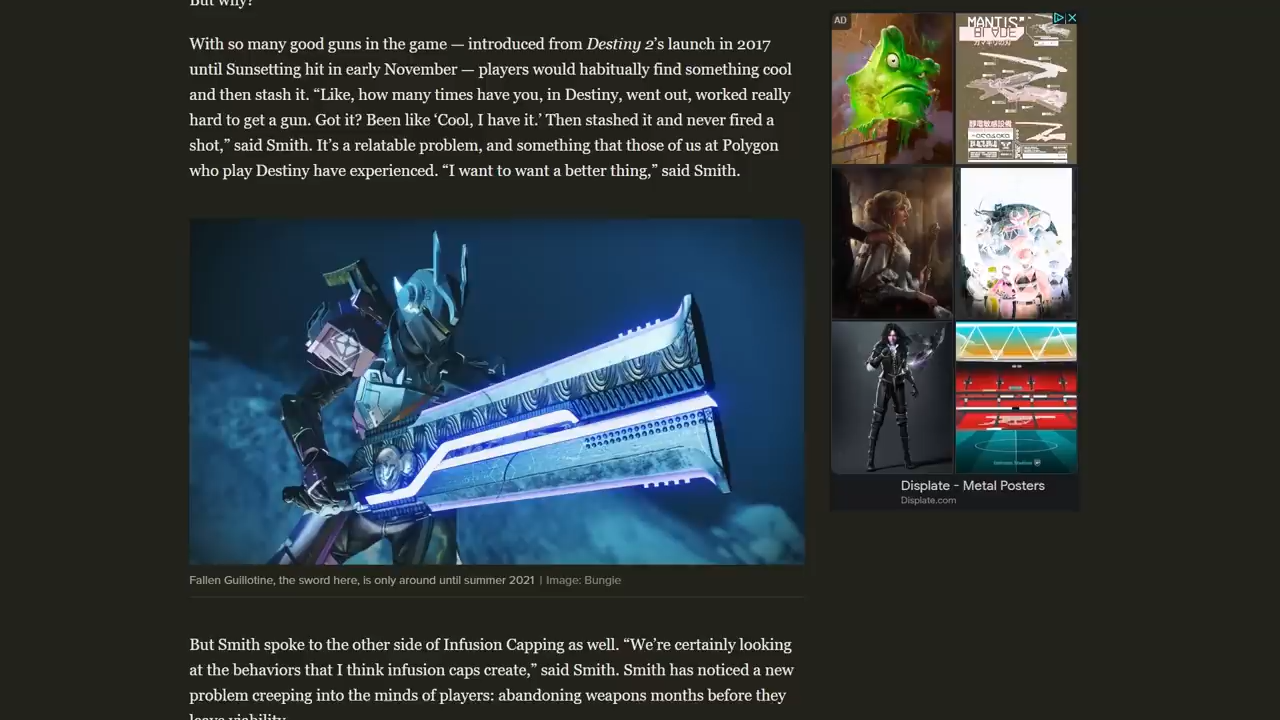 But why?
With so many good guns in the game — introduced from Destiny 2’s launch in 2017
until Sunsetting hit in early November — players would habitually find something cool
and then stash it. “Like, how many times have you, in Destiny, went out, worked really
hard to get a gun. Got it? Been like ‘Cool, I have it.’ Then stashed it and never fired a
shot,” said Smith. It’s a relatable problem, and something that those of us at Polygon
who play Destiny have experienced. “I want to want a better thing,” said Smith.
Fallen Guillotine, the sword here, is only around until summer 2021 | Image: Bungie
But Smith spoke to the other side of Infusion Capping as well. “We’re certainly looking
at the behaviors that I think infusion caps create,” said Smith. Smith has noticed a new
problem creeping into the minds of players: abandoning weapons months before they
leave viability.
AD
MANTIS
BLADE
Displate - Metal Posters
Displate.com